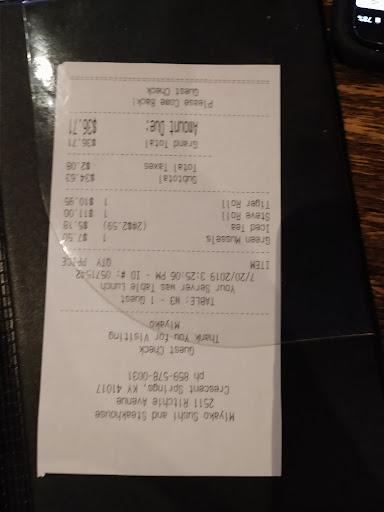 Miyako Sushi and Steakhouse
2511 Ritchie Avenue
Crescent Springs, KY 41017
ph 859-578-0031
Guest Check
Thank You for Visiting
Miyako
TABLE: N3 - 1 Guest
Your Server was Table Lunch
7/20/2019 3:25:06 PM - ID #: 0571542
ITEM QTY PRICE
Green Mussels 1 $7.50
Iced Tea (2@$2.59) $5.18
Steve Roll 1 $11.00
Tiger Roll 1 $10.95
Subtotal $34.63
Total Taxes $2.08
Grand Total $36.71
Amount Due: $36.71
Please Come Back!
Guest Check
78%